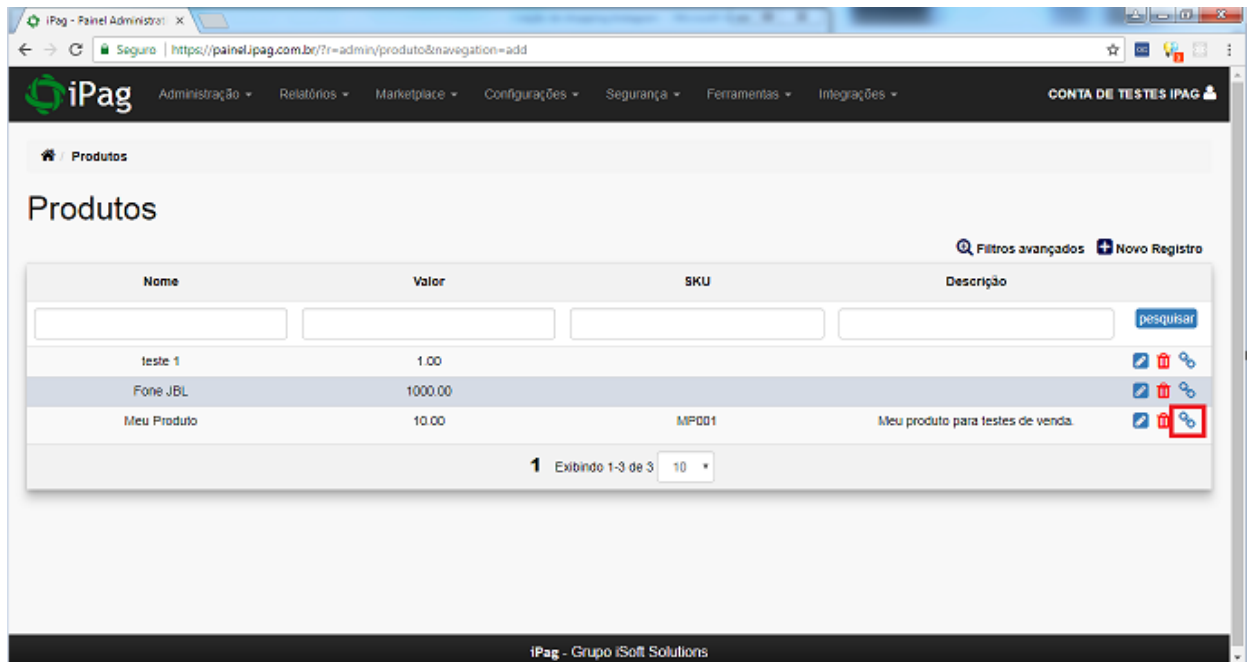 iPag - Painel Administrat
Seguro | https://painel.ipag.com.br/?r=admin/produto&navegation=add
iPag Administração Relatórios Marketplace Configurações Segurança Ferramentas Integrações CONTA DE TESTES IPAG
/ Produtos
Produtos
Filtros avançados Novo Registro
Nome Valor SKU Descrição
pesquisar
teste 1 1.00
Fone JBL 1000.00
Meu Produto 10.00 MP001 Meu produto para testes de venda.
1 Exibindo 1-3 de 3 10
iPag - Grupo iSoft Solutions